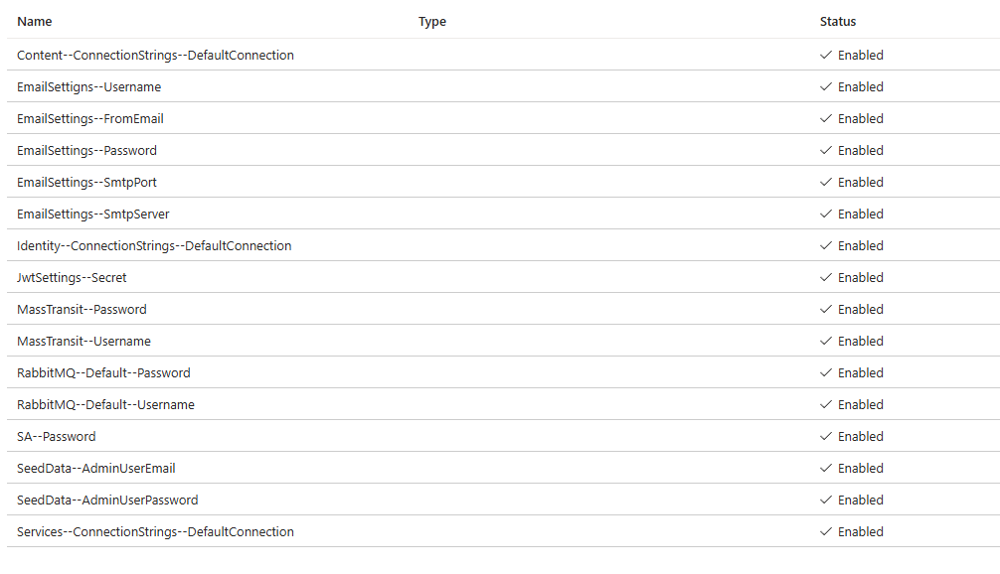 Name Type Status
Content--ConnectionStrings--DefaultConnection Enabled
EmailSettigns--Username Enabled
EmailSettings--FromEmail Enabled
EmailSettings--Password Enabled
EmailSettings--SmtpPort Enabled
EmailSettings--SmtpServer Enabled
Identity--ConnectionStrings--DefaultConnection Enabled
JwtSettings--Secret Enabled
MassTransit--Password Enabled
MassTransit--Username Enabled
RabbitMQ--Default--Password Enabled
RabbitMQ--Default--Username Enabled
SA--Password Enabled
SeedData--AdminUserEmail Enabled
SeedData--AdminUserPassword Enabled
Services--ConnectionStrings--DefaultConnection Enabled